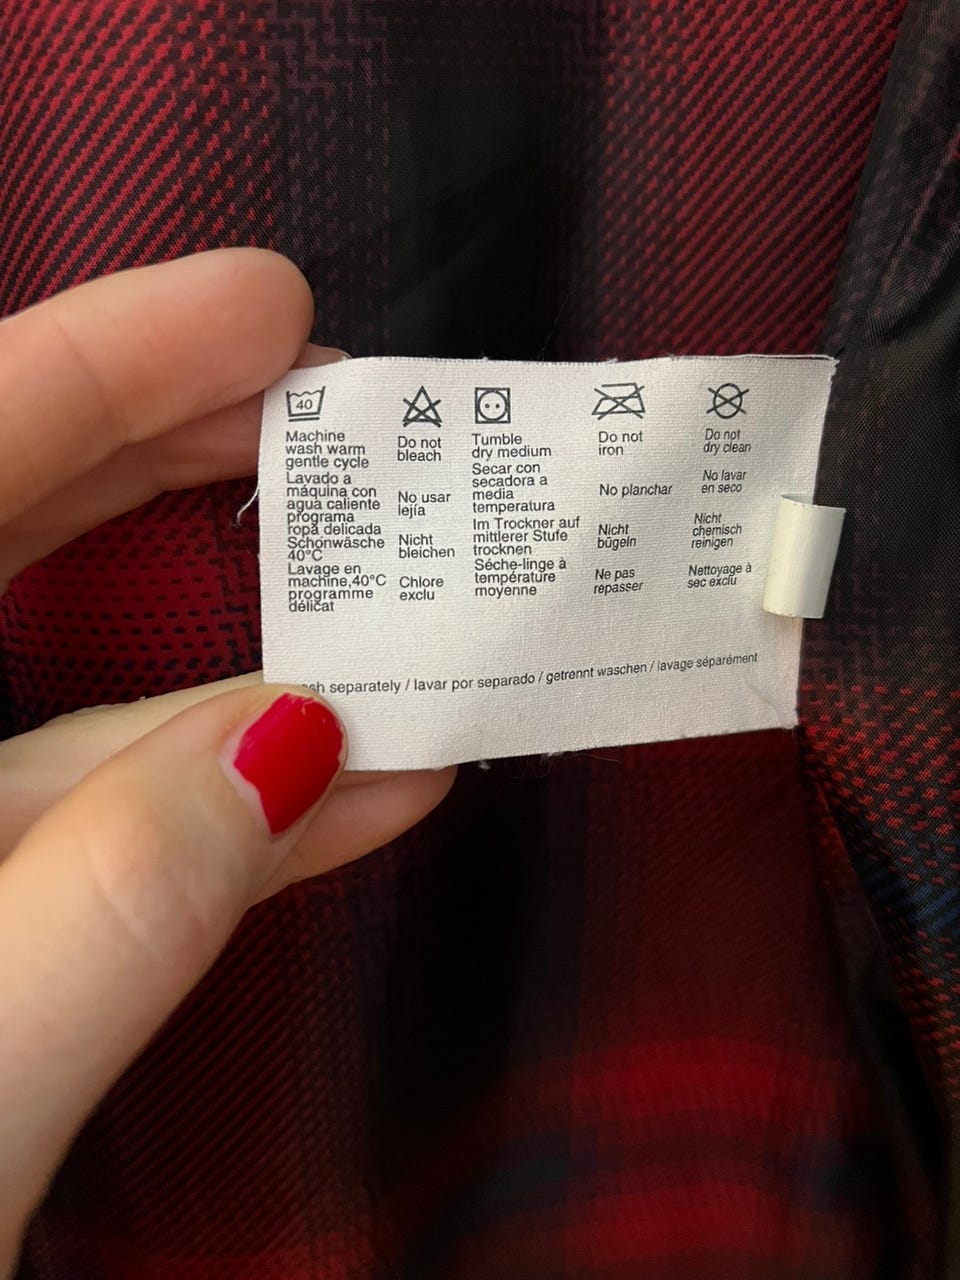 40
Machine
wash warm
gentle cycle
Lavado a
máquina con
agua caliente
programa
ropa delicada
Schonwäsche
40°C
Lavage en
machine,40°C
programme
délicat
Do not
bleach
No usar
lejía
Nicht
bleichen
Chlore
exclu
Tumble
dry medium
Secar con
secadora a
media
temperatura
Im Trockner auf
mittlerer Stufe
trocknen
Séche-linge à
température
moyenne
Do not
iron
No planchar
Nicht
bügeln
Ne pas
repasser
Do not
dry clean
No lavar
en seco
Nicht
chemisch
reinigen
Nettoyage à
sec exclu
separately / lavar por separado / getrennt waschen / lavage séparément